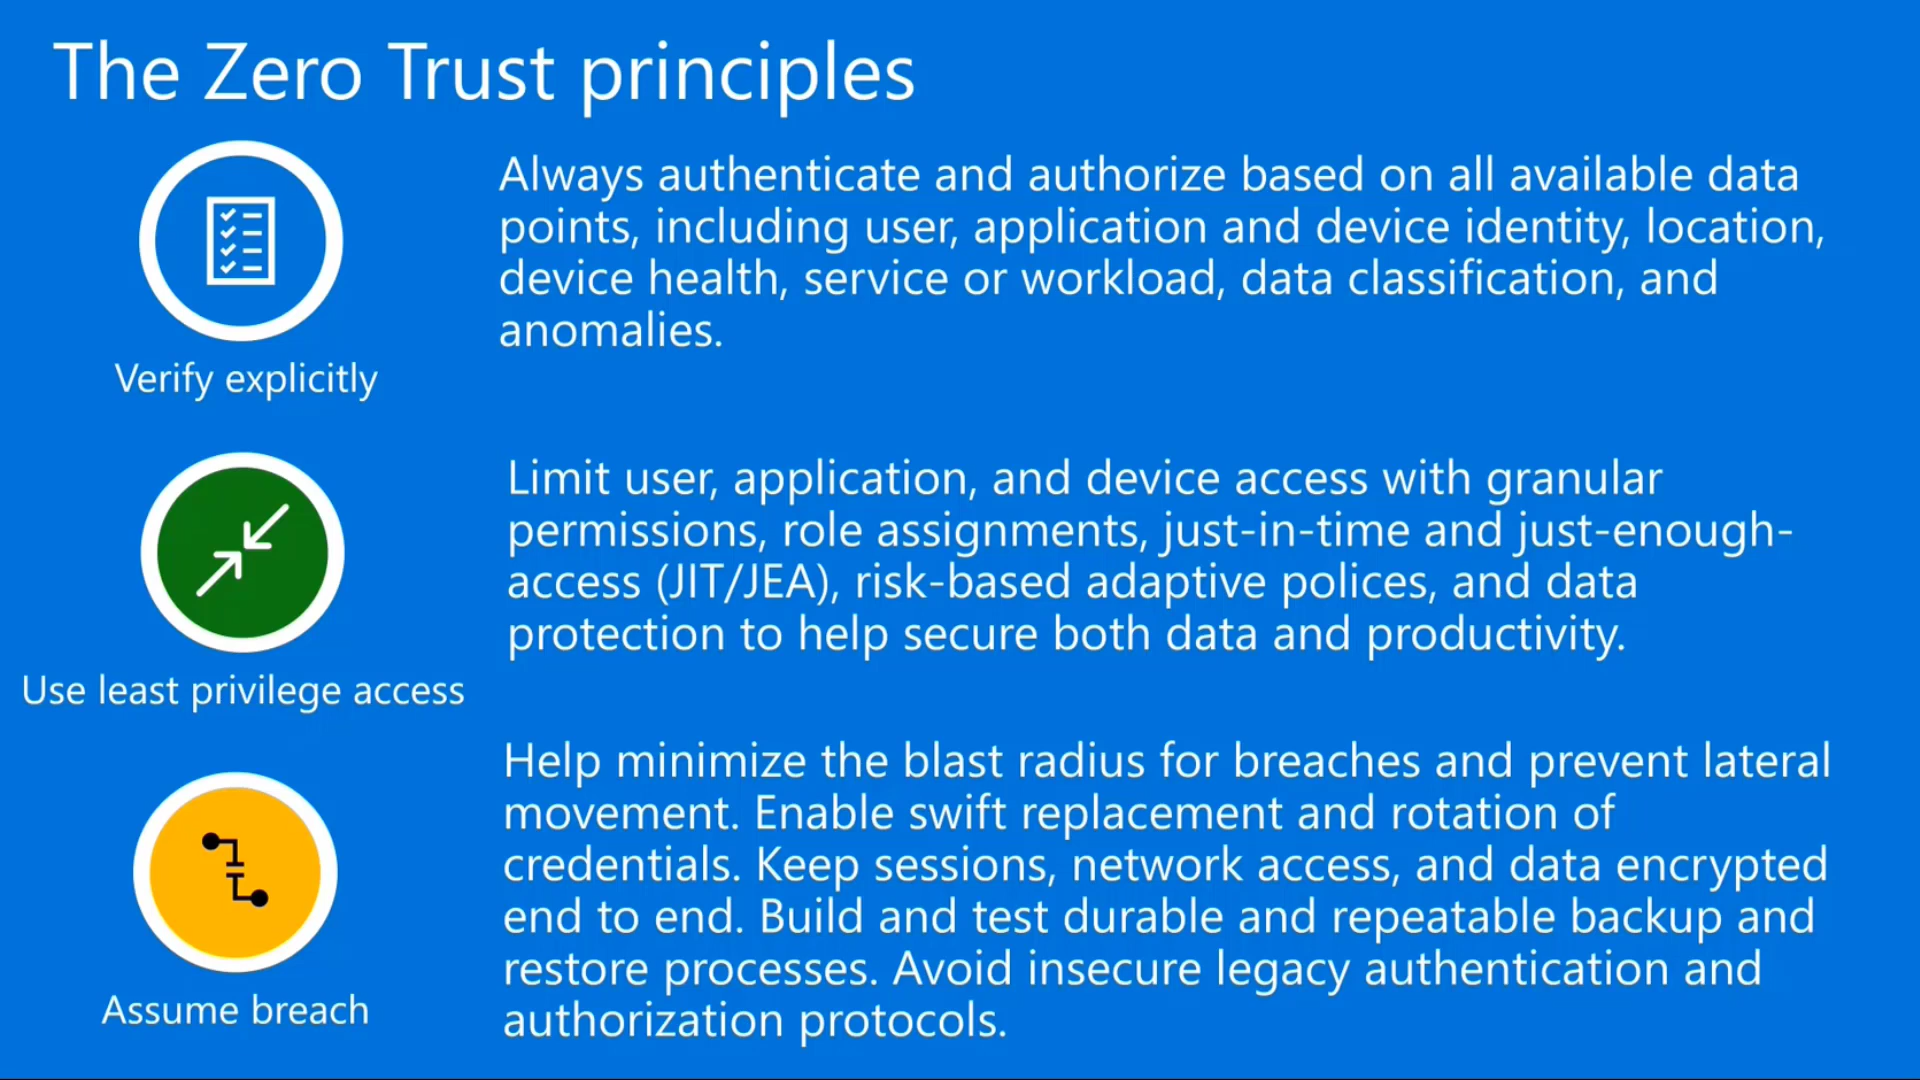 The Zero Trust principles
Always authenticate and authorize based on all available data
points, including user, application and device identity, location,
device health, service or workload, data classification, and
anomalies.
Verify explicitly
Limit user, application, and device access with granular
permissions, role assignments, just-in-time and just-enough-
access (JIT/JEA), risk-based adaptive polices, and data
protection to help secure both data and productivity.
Use least privilege access
Help minimize the blast radius for breaches and prevent lateral
movement. Enable swift replacement and rotation of
credentials. Keep sessions, network access, and data encrypted
end to end. Build and test durable and repeatable backup and
restore processes. Avoid insecure legacy authentication and
authorization protocols.
Assume breach